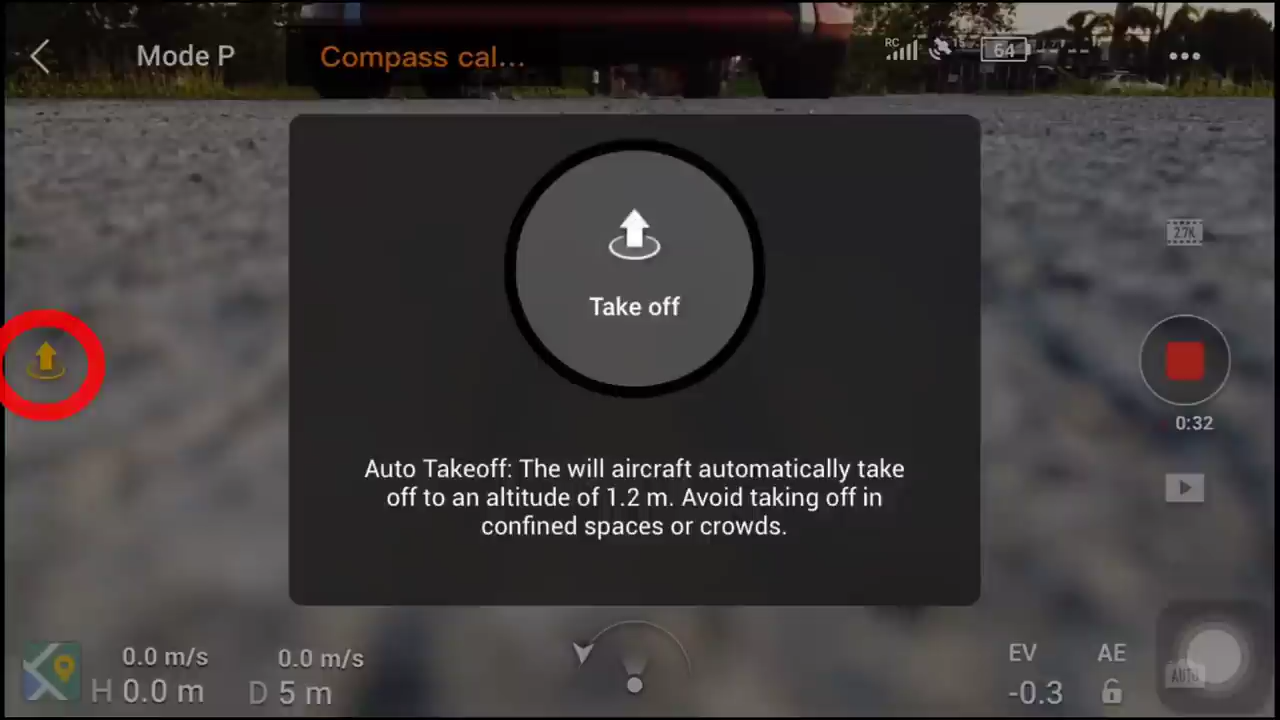 Mode P
Compass cal...
RC
15
64
2.7K
Take off
0:32
Auto Takeoff: The will aircraft automatically take
off to an altitude of 1.2 m. Avoid taking off in
confined spaces or crowds.
0.0 m/s 0.0 m/s
H 0.0 m D 5 m
EV AE
-0.3
AUTO